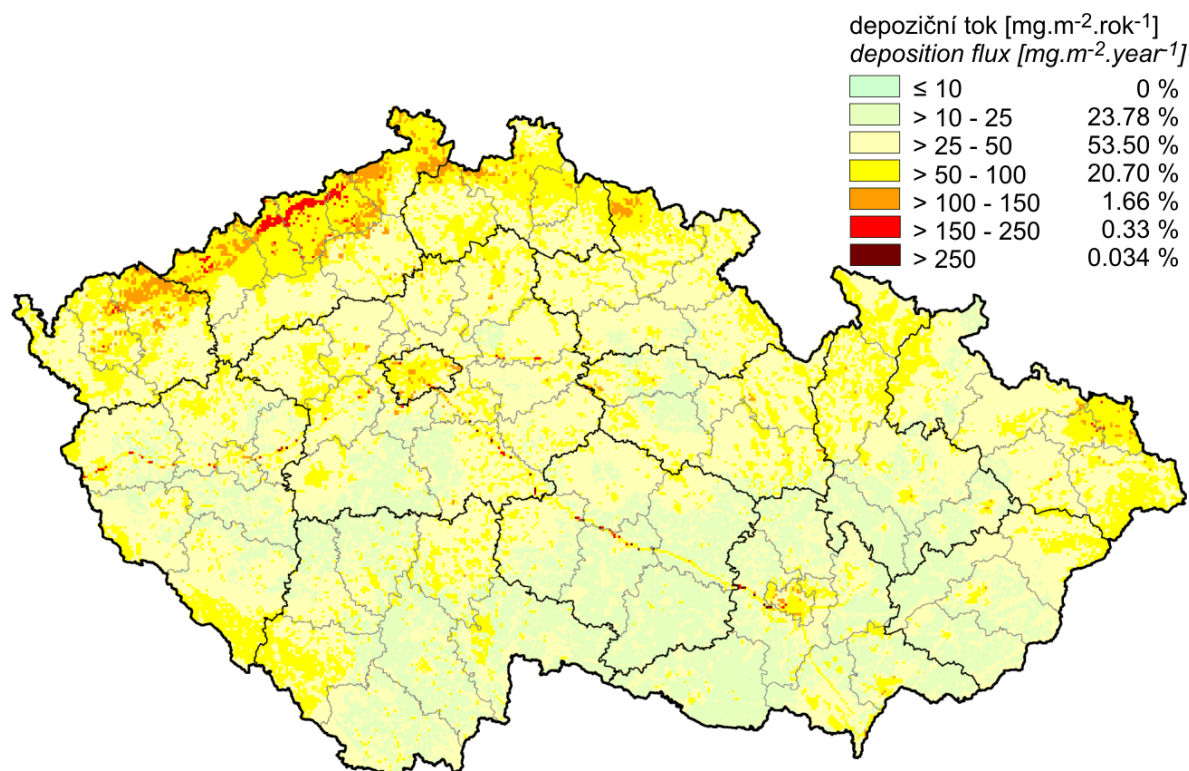 depoziční tok [mg.m⁻².rok⁻¹]
deposition flux [mg.m⁻².year⁻¹]
≤ 10 0 %
> 10 - 25 23.78 %
> 25 - 50 53.50 %
> 50 - 100 20.70 %
> 100 - 150 1.66 %
> 150 - 250 0.33 %
> 250 0.034 %